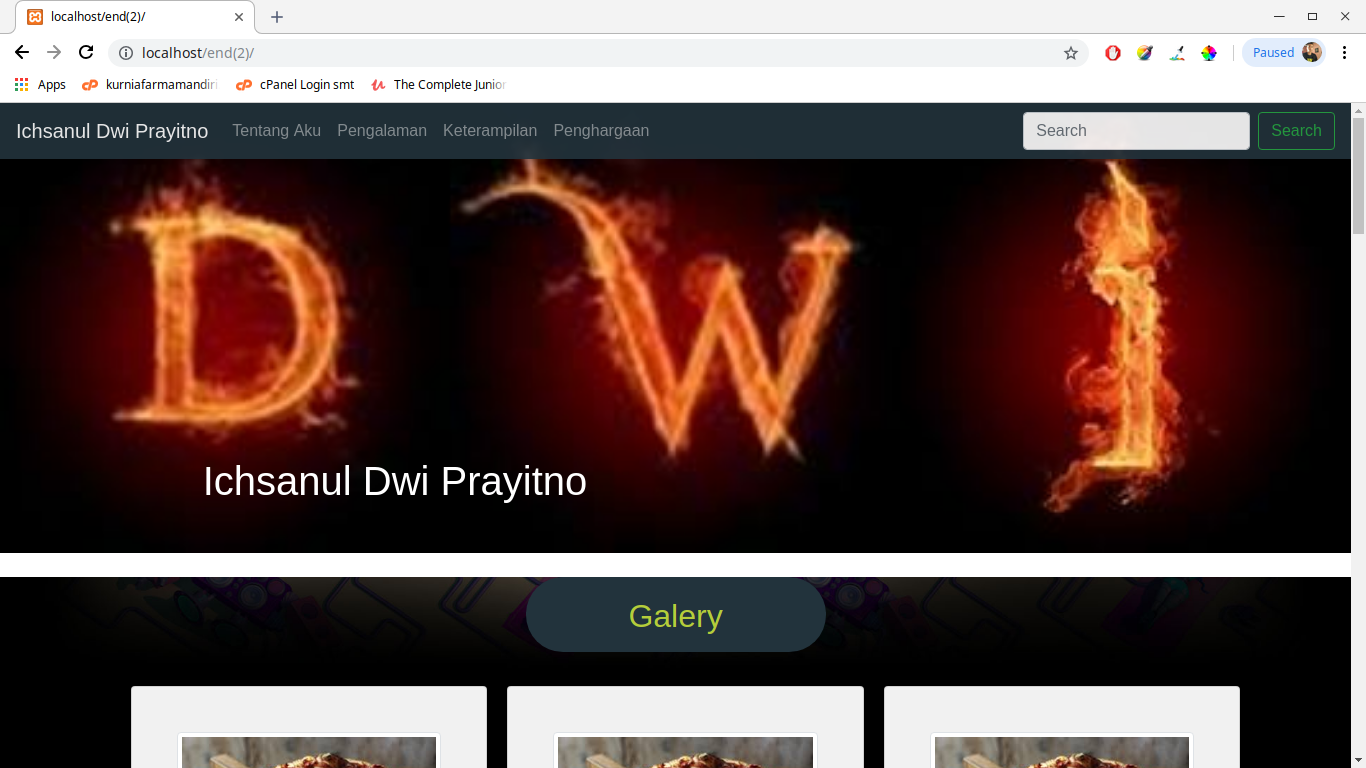 localhost/end(2)/
localhost/end(2)/
Paused
Apps
kurniafarmamandiri
cPanel Login smt
The Complete Junior
Ichsanul Dwi Prayitno
Tentang Aku
Pengalaman
Keterampilan
Penghargaan
Search
Search
D W I
Ichsanul Dwi Prayitno
Galery